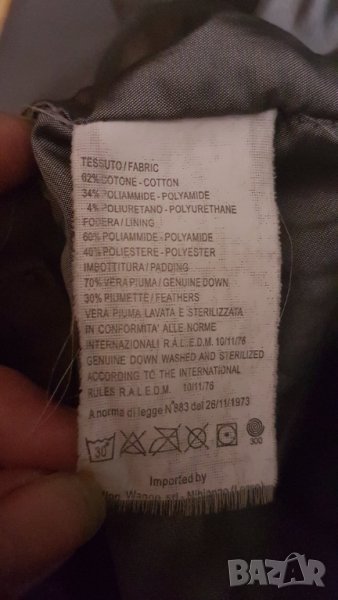 TESSUTO/FABRIC
62% COTONE-COTTON
34% POLIAMMIDE-POLYAMIDE
4% POLIURETANO-POLYURETHANE
FODERA/LINING
60% POLIAMMIDE-POLYAMIDE
40% POLIESTERE-POLYESTER
IMBOTTITURA/PADDING
70% VERA PIUMA/GENUINE DOWN
30% PIUMETTE/FEATHERS
VERA PIUMA LAVATA E STERILIZZATA
IN CONFORMITA' ALLE NORME
INTERNAZIONALI R.A.L.E.D.M. 10/11/76
GENUINE DOWN WASHED AND STERILIZED
ACCORDING TO THE INTERNATIONAL
RULES R.A.L.E.D.M. 10/11/76
A norma di legge N°883 del 26/11/1973
30 300
Imported by
Wagon srl
BAZAR